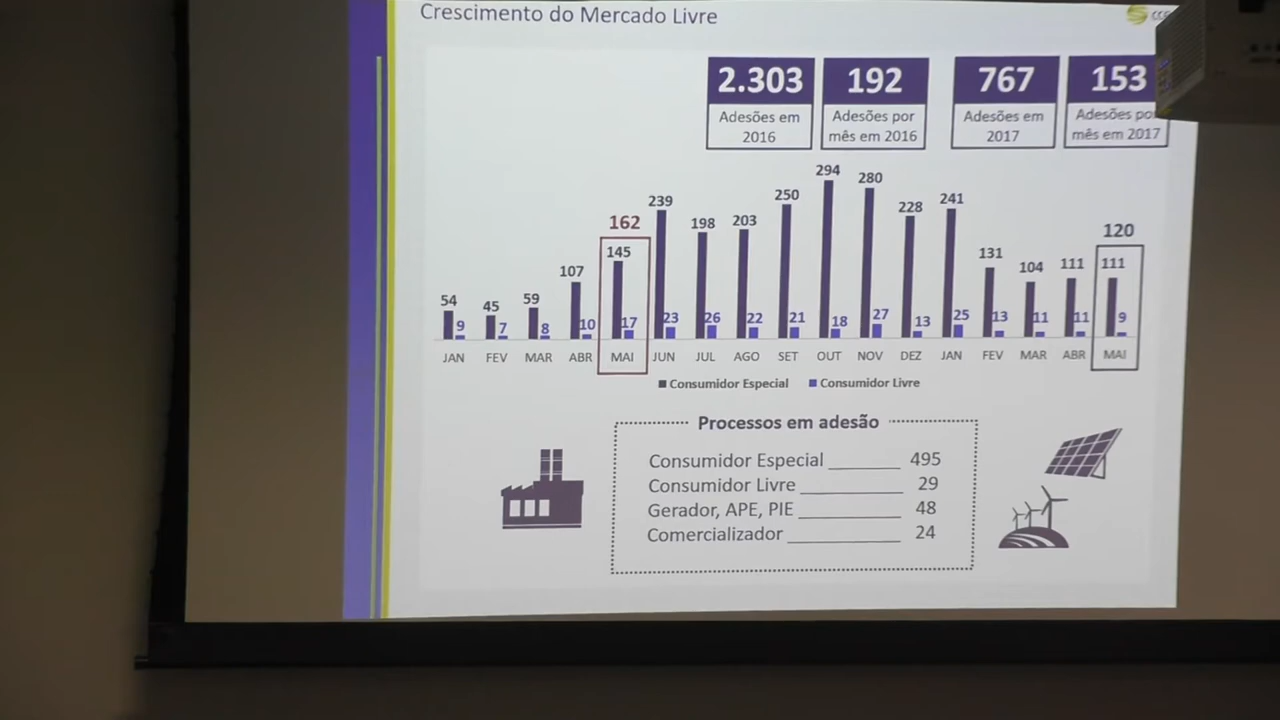 Crescimento do Mercado Livre
2.303
Adesões em
2016
192
Adesões por
mês em 2016
767
Adesões em
2017
153
Adesões por
mês em 2017
54 45 59 107 162 145 239 198 203 250 294 280 228 241 131 104 111 120 111
9 7 8 10 17 23 26 22 21 18 27 13 25 13 11 11 9
JAN FEV MAR ABR MAI JUN JUL AGO SET OUT NOV DEZ JAN FEV MAR ABR MAI
Consumidor Especial Consumidor Livre
Processos em adesão
Consumidor Especial 495
Consumidor Livre 29
Gerador, APE, PIE 48
Comercializador 24